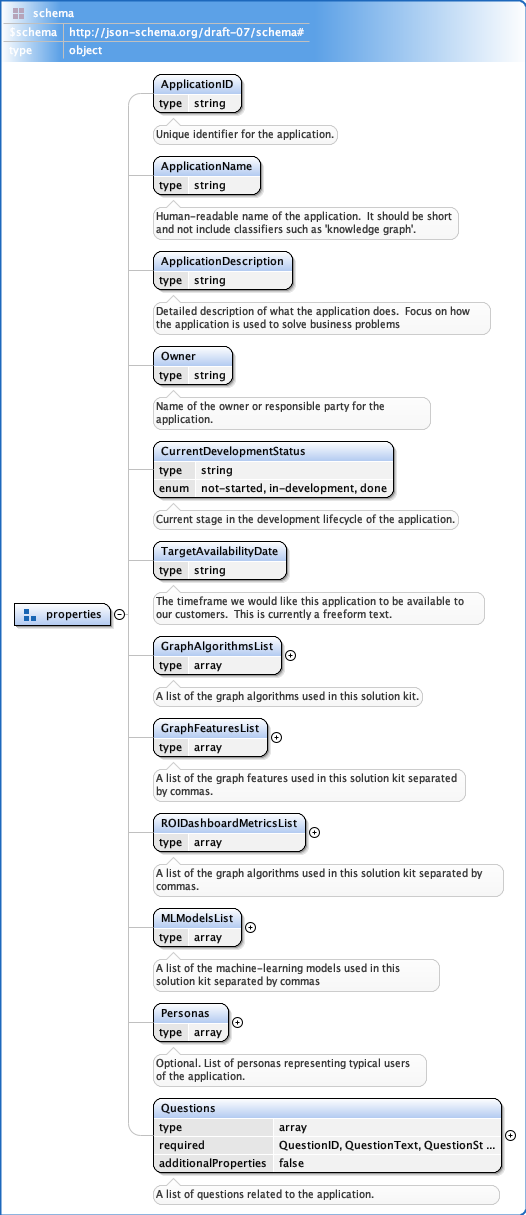 schema
$schema http://json-schema.org/draft-07/schema#
type object
ApplicationID
type string
Unique identifier for the application.
ApplicationName
type string
Human-readable name of the application. It should be short
and not include classifiers such as 'knowledge graph'.
ApplicationDescription
type string
Detailed description of what the application does. Focus on how
the application is used to solve business problems
Owner
type string
Name of the owner or responsible party for the
application.
CurrentDevelopmentStatus
type string
enum not-started, in-development, done
Current stage in the development lifecycle of the application.
TargetAvailabilityDate
type string
properties
The timeframe we would like this application to be available to
our customers. This is currently a freeform text.
GraphAlgorithmsList
type array
A list of the graph algorithms used in this solution kit.
GraphFeaturesList
type array
A list of the graph features used in this solution kit separated
by commas.
ROIDashboardMetricsList
type array
A list of the graph algorithms used in this solution kit separated by
commas.
MLModelsList
type array
A list of the machine-learning models used in this
solution kit separated by commas
Personas
type array
Optional. List of personas representing typical users
of the application.
Questions
type array
required QuestionID, QuestionText, QuestionSt ...
additionalProperties false
A list of questions related to the application.